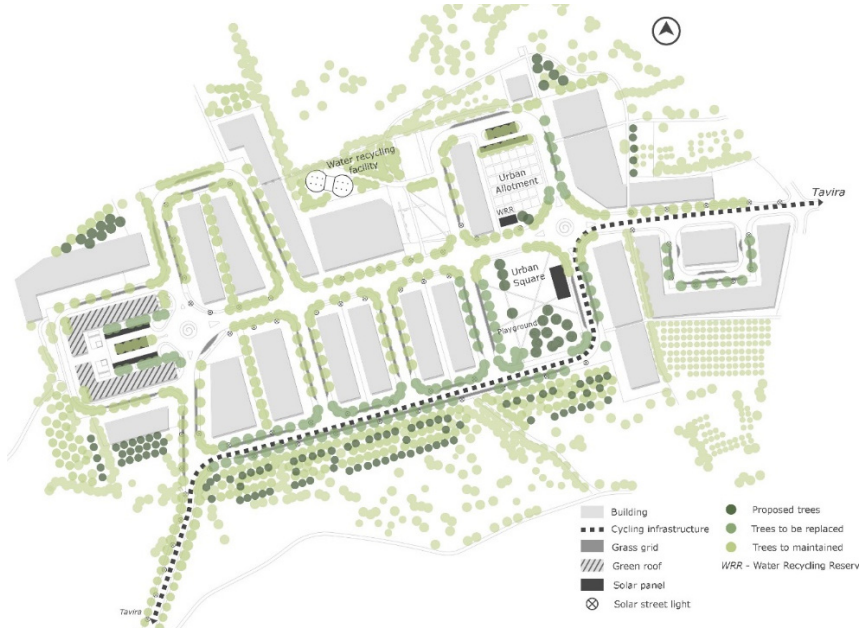 Water recycling
facility
Urban
Allotment
WRR
Tavira
Urban
Square
Playground
Tavira
Building
Cycling infrastructure
Grass grid
Green roof
Solar panel
Solar street light
Proposed trees
Trees to be replaced
Trees to maintained
WRR – Water Recycling Reserv